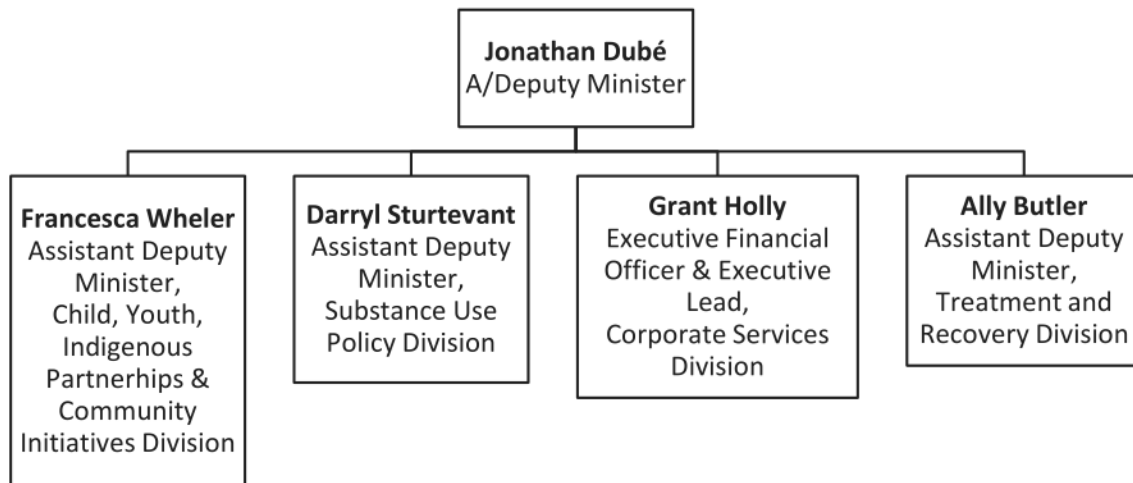 Jonathan Dubé
A/Deputy Minister
Francesca Wheler
Assistant Deputy
Minister,
Child, Youth,
Indigenous
Partnerhips &
Community
Initiatives Division
Darryl Sturtevant
Assistant Deputy
Minister,
Substance Use
Policy Division
Grant Holly
Executive Financial
Officer & Executive
Lead,
Corporate Services
Division
Ally Butler
Assistant Deputy
Minister,
Treatment and
Recovery Division